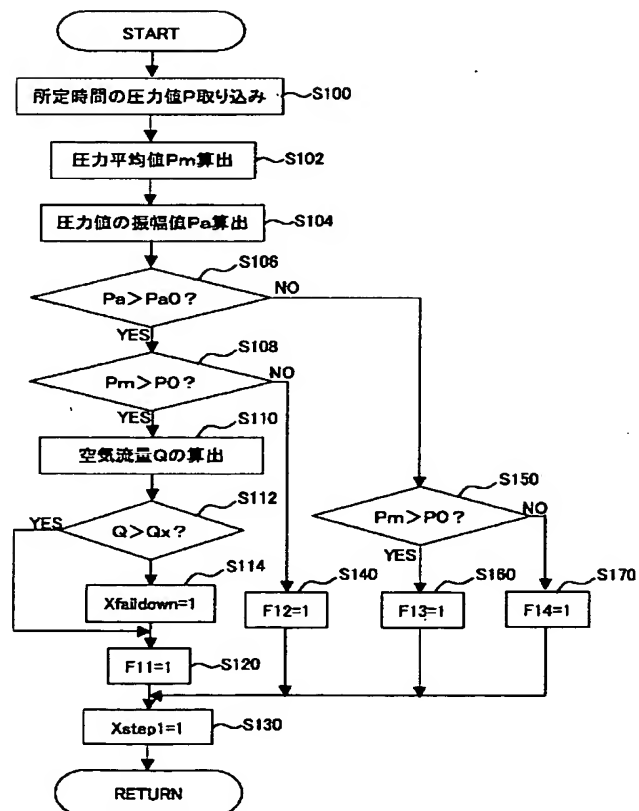 START
所定時間の圧力値P取り込み
S100
圧力平均値Pm算出
S102
圧力値の振幅値Pa算出
S104
S106
Pa>Pa0?
NO
YES
S108
Pm>P0?
NO
YES
S110
空気流量Qの算出
S112
YES
Q>Qx?
S150
Pm>P0?
NO
YES
S114
Xfaildown=1
S140
F12=1
S160
F13=1
S170
F14=1
F11=1
S120
Xstep1=1
S130
RETURN